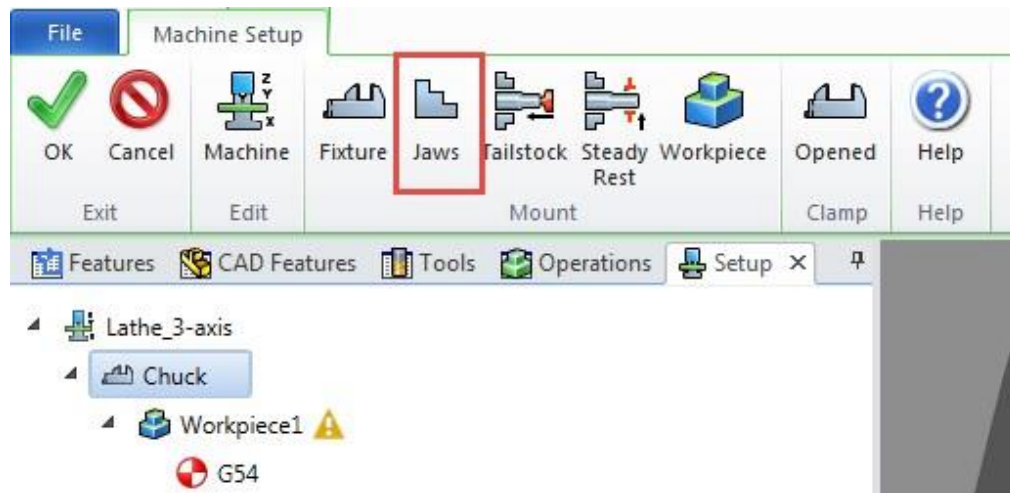 File Machine Setup
OK Cancel Machine Fixture Jaws Tailstock Steady Rest Workpiece Opened Help
Exit Edit Mount Clamp Help
Features CAD Features Tools Operations Setup
Lathe_3-axis
Chuck
Workpiece1
G54